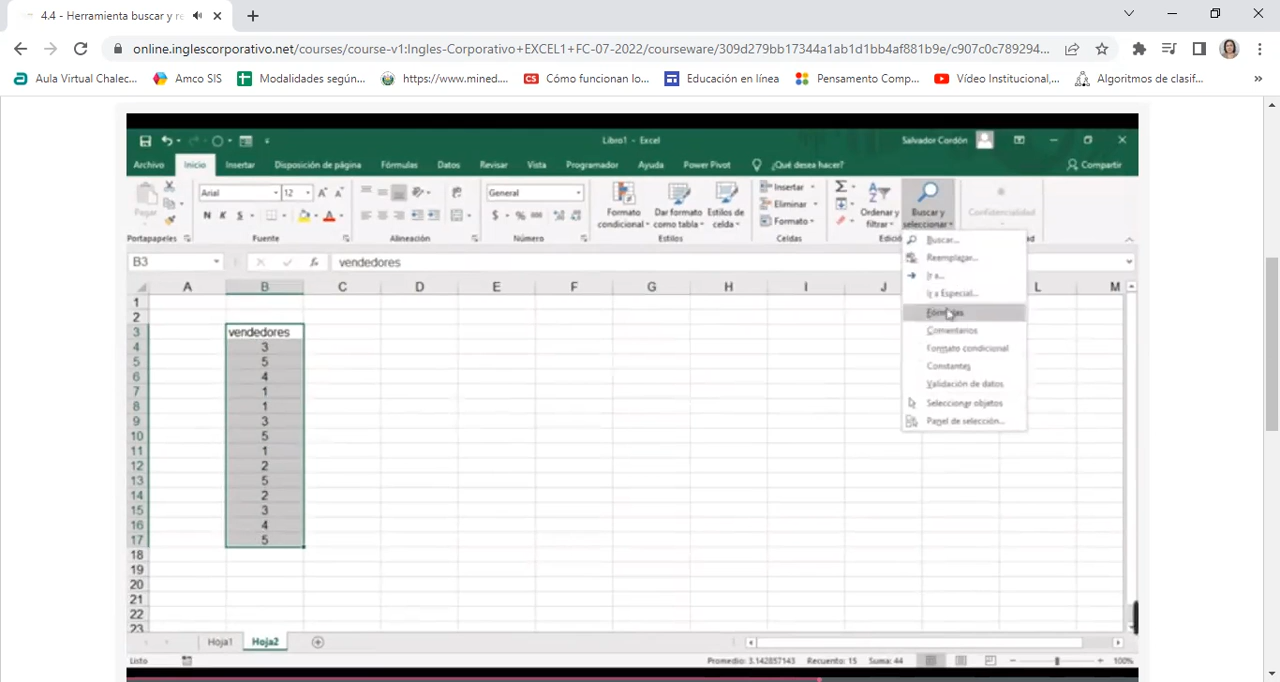 4.4 - Herramienta buscar y re
online.inglescorporativo.net/courses/course-v1:Ingles-Corporativo+EXCEL1+FC-07-2022/courseware/309d279bb17344a1ab1d1bb4af881b9e/c907c0c789294...
Aula Virtual Chalec... Amco SIS Modalidades según... https://www.mined... CS Cómo funcionan lo... Educación en línea Pensamento Comp... Vídeo Institucional,... Algoritmos de clasif... »
Libro1 - Excel Salvador Cordón
Archivo Inicio Insertar Disposición de página Fórmulas Datos Revisar Vista Programador Ayuda Power Pivot ¿Qué desea hacer? Compartir
Pegar Arial 12 General Formato condicional Dar formato como tabla Estilos de celda Insertar Eliminar Formato Ordenar y filtrar Buscar y seleccionar Confidencialidad
N K S $ % 000
Portapapeles Fuente Alineación Número Estilos Celdas Edició d
B3 fx vendedores
Buscar...
Reemplazar...
Ir a...
Ir a Especial...
Fórmulas
Comentarios
Formato condicional
Constantes
Validación de datos
Seleccionar objetos
Panel de selección...
A B C D E F G H I J L M
1
2
3 vendedores
4 3
5 5
6 4
7 1
8 1
9 3
10 5
11 1
12 2
13 5
14 2
15 3
16 4
17 5
18
19
20
21
22
23
Hoja1 Hoja2
Listo Promedio: 3.142857143 Recuento: 15 Suma: 44 100%